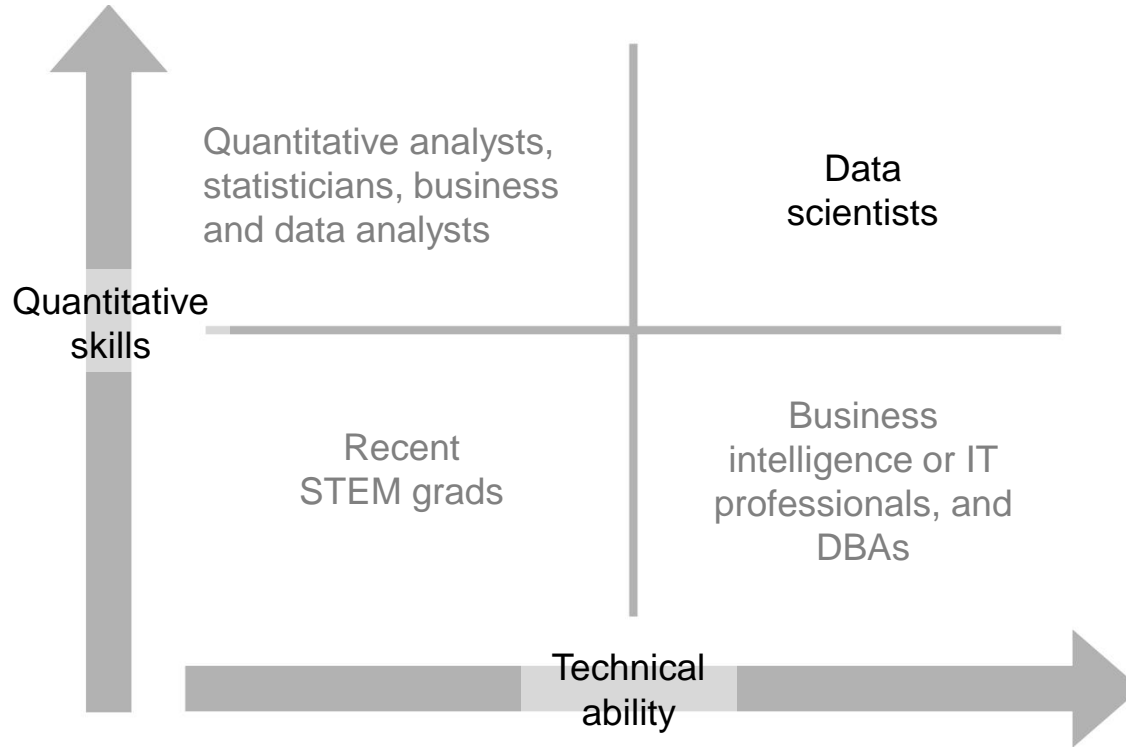 Quantitative analysts,
statisticians, business
and data analysts
Data
scientists
Quantitative
skills
Recent
STEM grads
Business
intelligence or IT
professionals, and
DBAs
Technical
ability